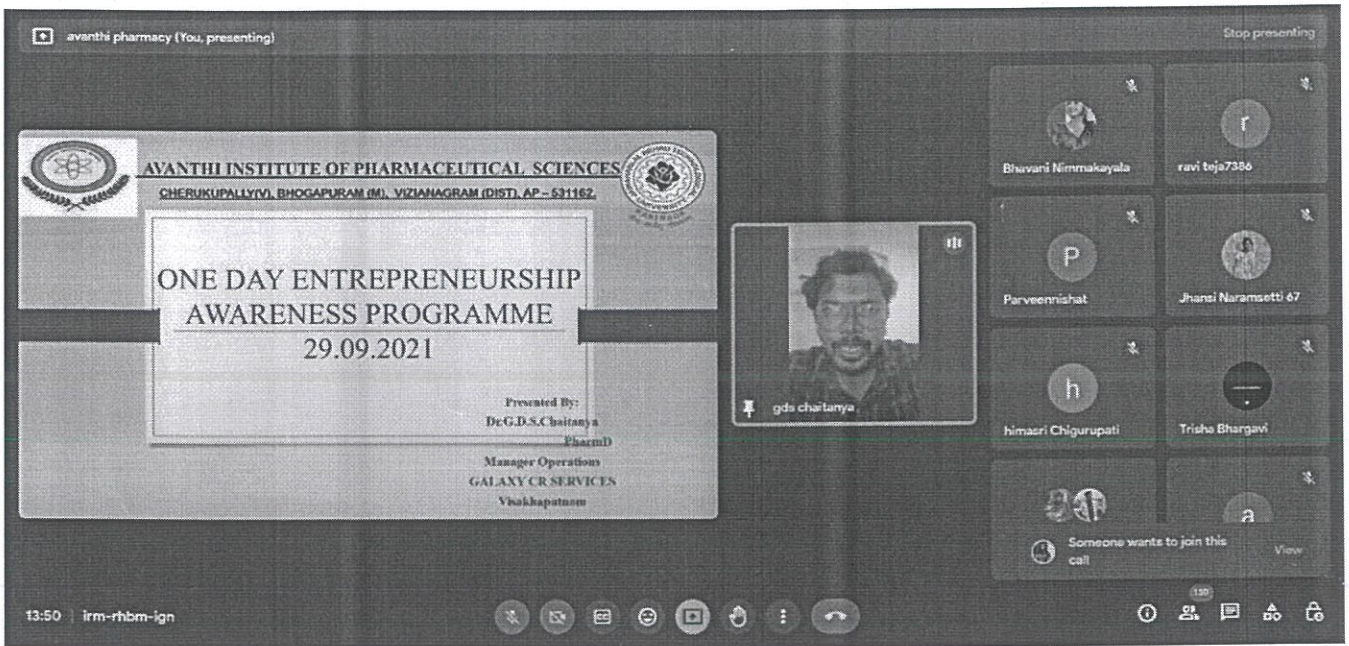 avanthi pharmacy (You, presenting)
Stop presenting
AVANTHI INSTITUTE OF PHARMACEUTICAL SCIENCES
CHERUKUPALLY(V), BHOGAPURAM (M), VIZIANAGRAM (DIST), AP – 531162.
ONE DAY ENTREPRENEURSHIP
AWARENESS PROGRAMME
29.09.2021
Presented By:
Dr.G.D.S.Chaitanya
PharmD
Manager Operations
GALAXY CR SERVICES
Visakhapatnam
gds chaitanya
Bhavani Nimmakayala
r
ravi teja7386
P
Parveennishat
Jhansi Naramsetti 67
h
himasri Chigurupati
Trisha Bhargavi
a
Someone wants to join this
call
View
13:50 | irm-rhbm-ign